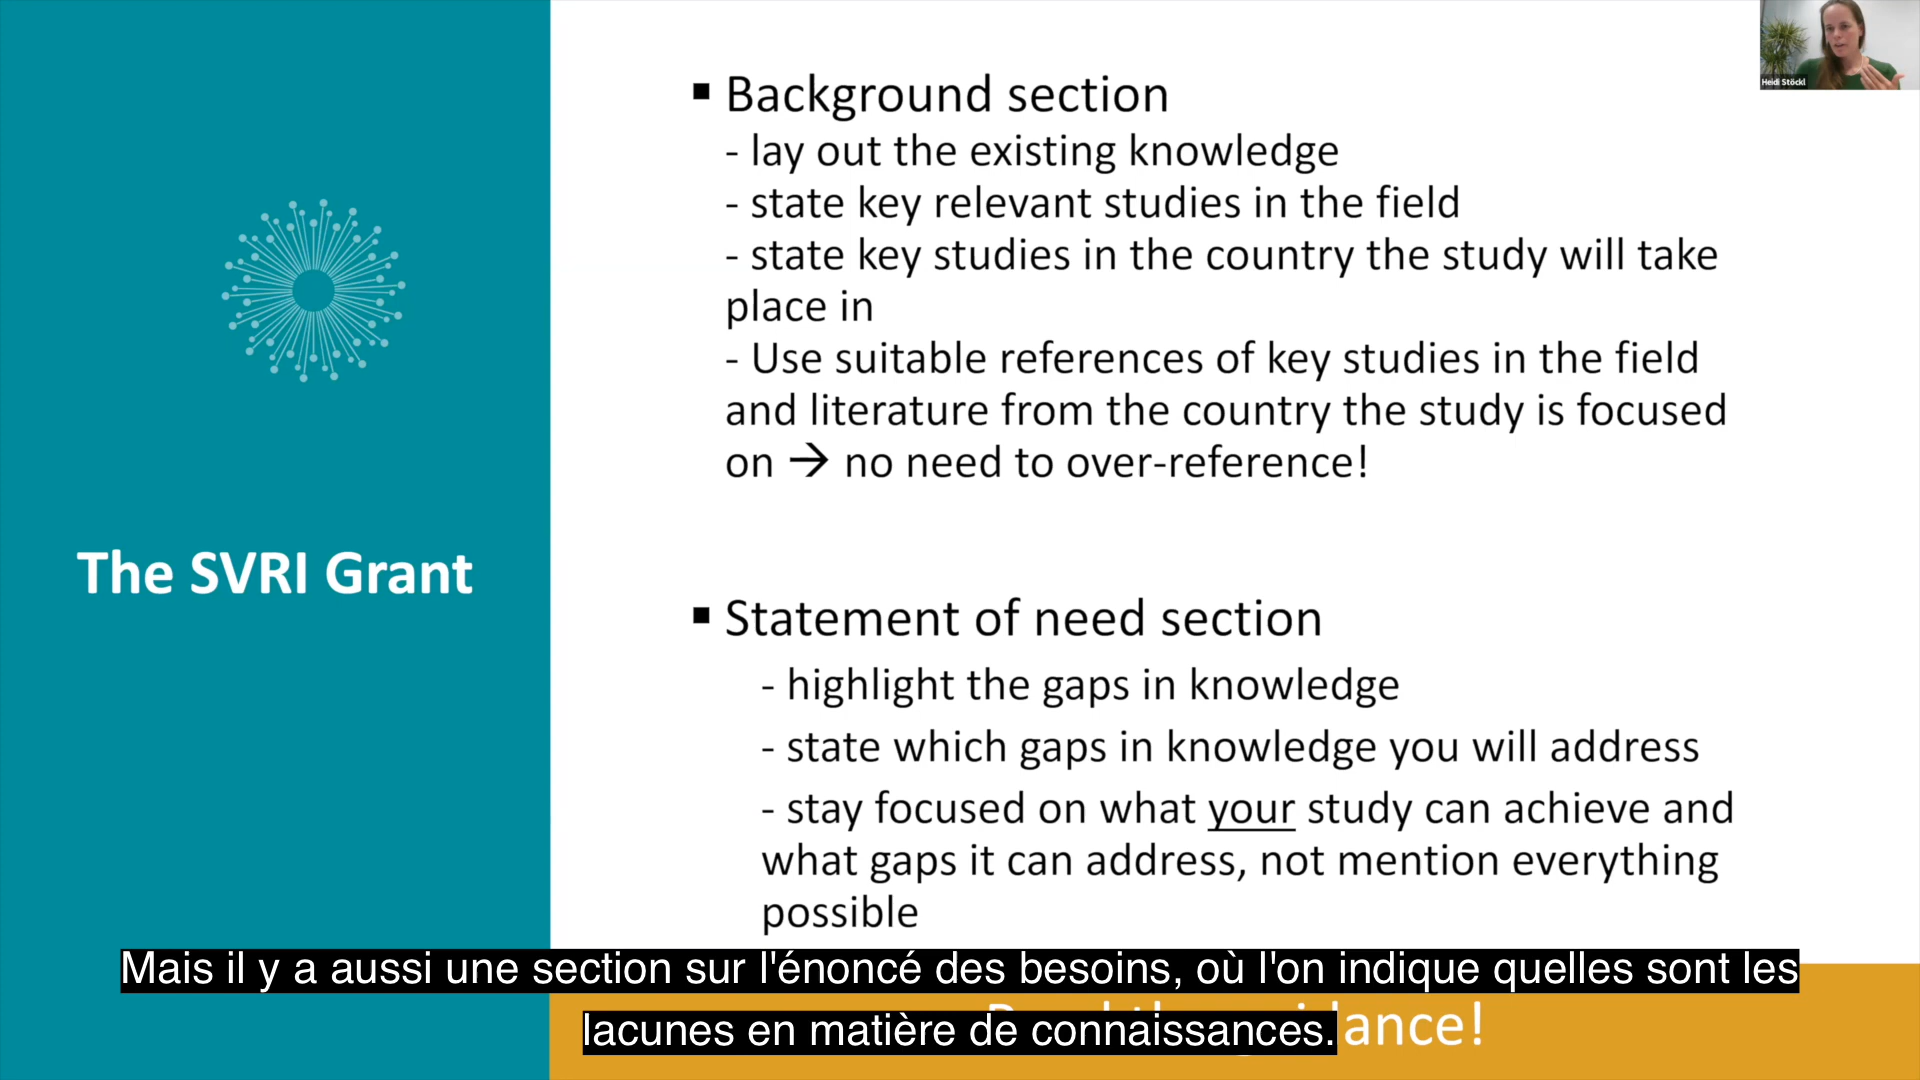 Heidi Stöckl
▪ Background section
- lay out the existing knowledge
- state key relevant studies in the field
- state key studies in the country the study will take
place in
- Use suitable references of key studies in the field
and literature from the country the study is focused
on → no need to over-reference!
The SVRI Grant
▪ Statement of need section
- highlight the gaps in knowledge
- state which gaps in knowledge you will address
- stay focused on what your study can achieve and
what gaps it can address, not mention everything
possible
Mais il y a aussi une section sur l'énoncé des besoins, où l'on indique quelles sont les
lacunes en matière de connaissances.